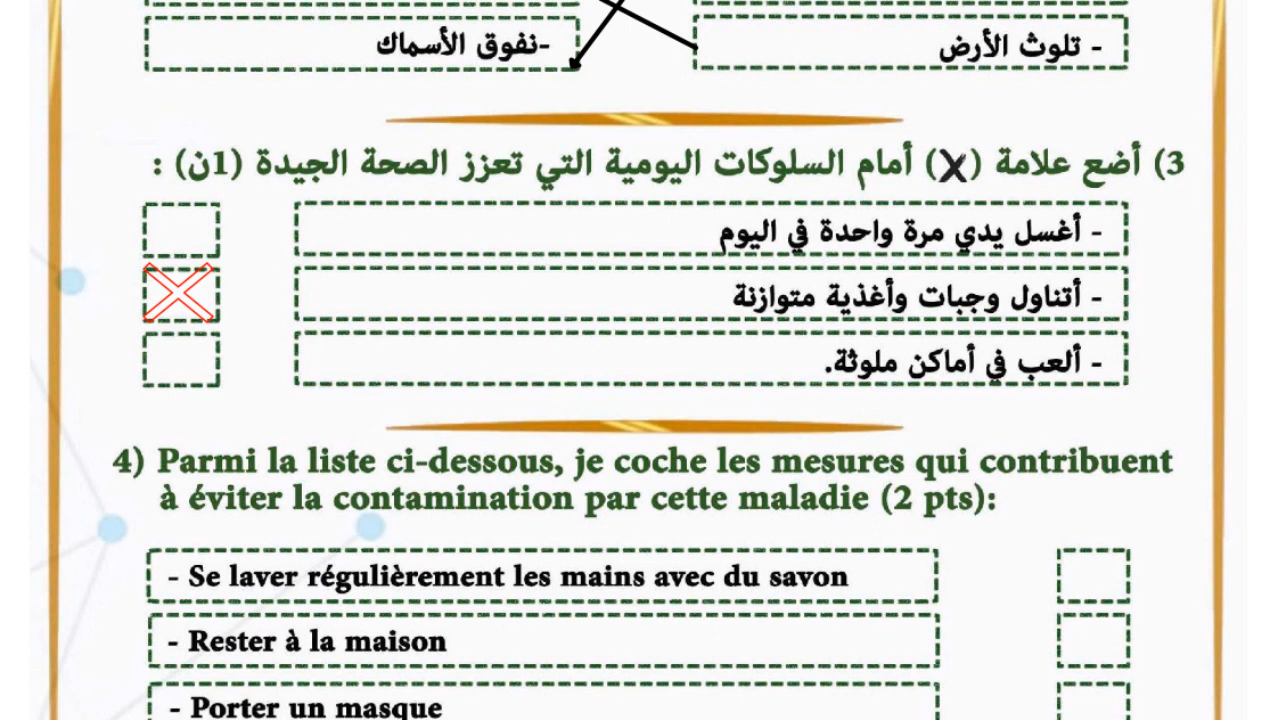 - تلوث الأرض
-نفوق الأسماك
3) أضع علامة (X) أمام السلوكات اليومية التي تعزز الصحة الجيدة (1ن) :
- أغسل يدي مرة واحدة في اليوم
- أتناول وجبات وأغذية متوازنة
- ألعب في أماكن ملوثة.
4) Parmi la liste ci-dessous, je coche les mesures qui contribuent
à éviter la contamination par cette maladie (2 pts):
- Se laver régulièrement les mains avec du savon
- Rester à la maison
- Porter un masque